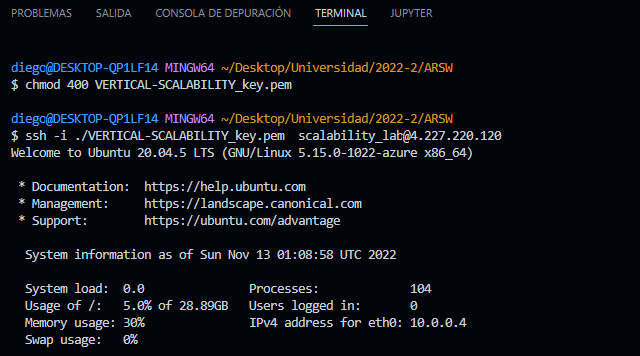 PROBLEMAS SALIDA CONSOLA DE DEPURACIÓN TERMINAL JUPYTER
diego@DESKTOP-QP1LF14 MINGW64 ~/Desktop/Universidad/2022-2/ARSW
$ chmod 400 VERTICAL-SCALABILITY_key.pem
diego@DESKTOP-QP1LF14 MINGW64 ~/Desktop/Universidad/2022-2/ARSW
$ ssh -i ./VERTICAL-SCALABILITY_key.pem  scalability_lab@4.227.220.120
Welcome to Ubuntu 20.04.5 LTS (GNU/Linux 5.15.0-1022-azure x86_64)
 * Documentation:  https://help.ubuntu.com
 * Management:     https://landscape.canonical.com
 * Support:        https://ubuntu.com/advantage
  System information as of Sun Nov 13 01:08:58 UTC 2022
  System load:  0.0               Processes:             104
  Usage of /:   5.0% of 28.89GB   Users logged in:       0
  Memory usage: 30%               IPv4 address for eth0: 10.0.0.4
  Swap usage:   0%